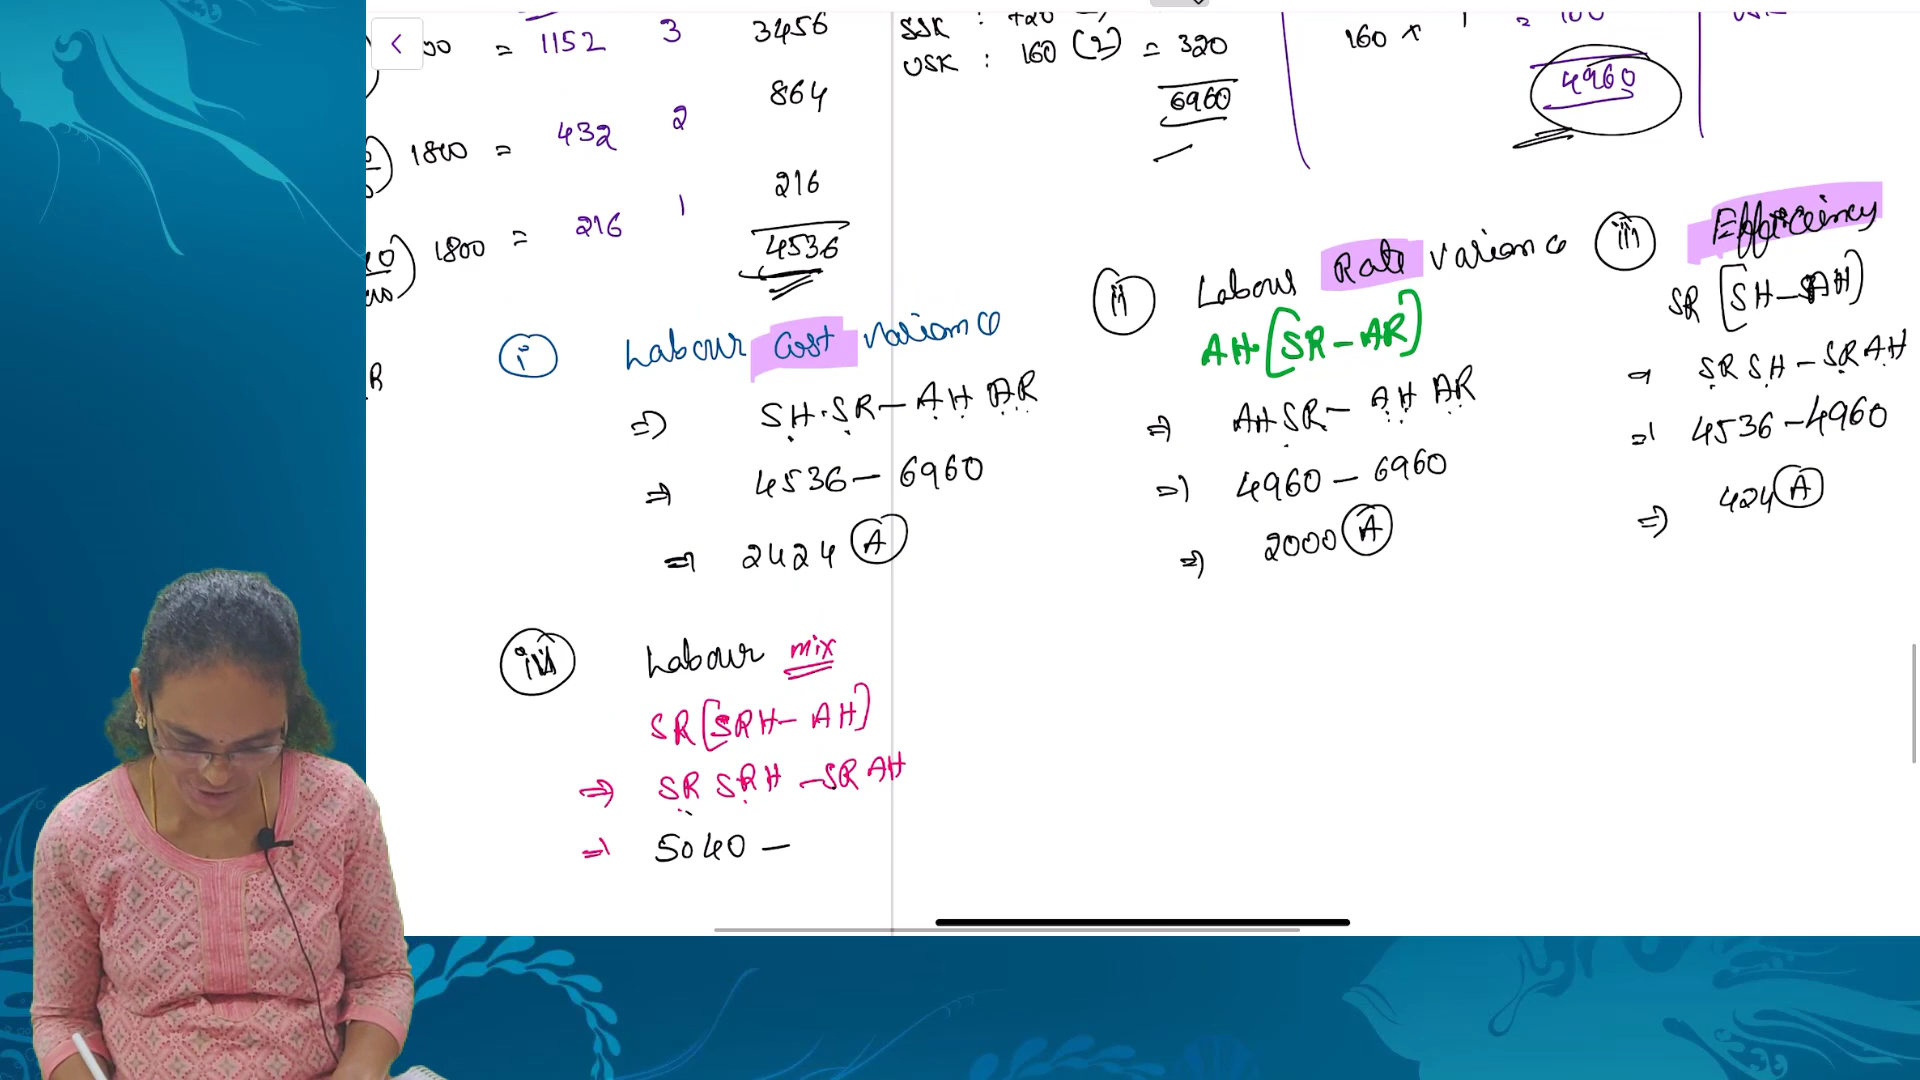 = 1152 3 3456
864
1800 = 432 2
216
1800 = 216 1
4536
SSK : 420
USK : 160 (2) = 320
6960
160 x 1 = 160
4960
R
i Labour Cost Variance
=> SH·SR - AH AR
=> 4536 - 6960
=> 2424 A
ii Labour Rate Variance
AH[SR - AR]
=> AH SR - AH AR
=> 4960 - 6960
=> 2000 A
iii Efficiency
SR [SH - AH]
=> SR SH - SR AH
=> 4536 - 4960
=> 424 A
iv Labour mix
SR[SRH - AH]
=> SR SRH - SR AH
=> 5040 -